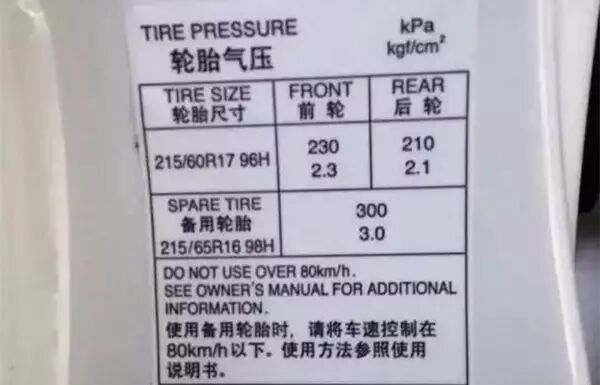 TIRE PRESSURE kPa
轮胎气压 kgf/cm²
TIRE SIZE FRONT REAR
轮胎尺寸 前轮 后轮
215/60R17 96H 230 210
2.3 2.1
SPARE TIRE 300
备用轮胎 3.0
215/65R16 98H
DO NOT USE OVER 80km/h.
SEE OWNER'S MANUAL FOR ADDITIONAL
INFORMATION.
使用备用轮胎时，请将车速控制在
80km/h以下。使用方法参照使用
说明书。